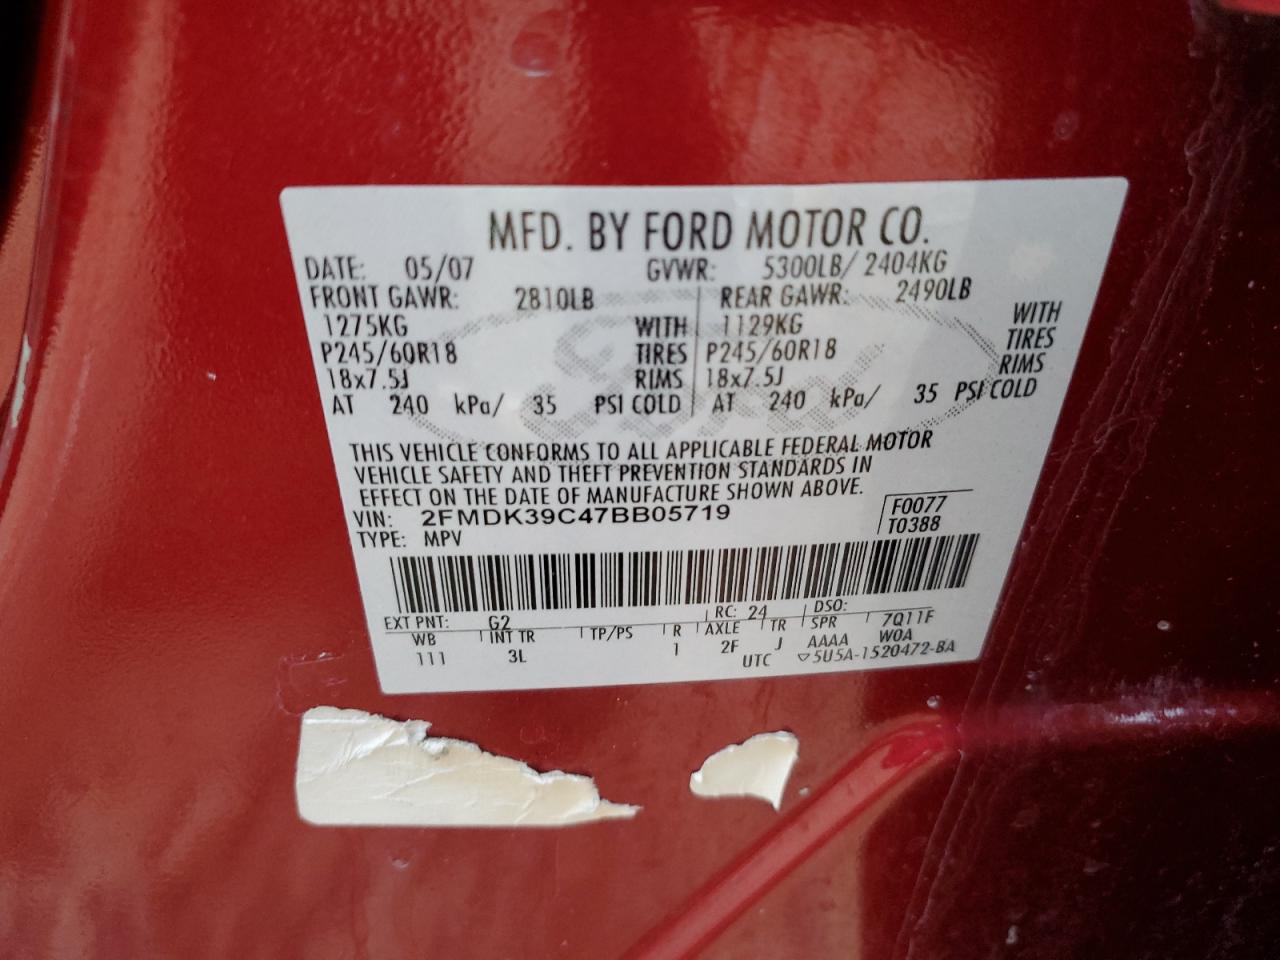 MFD. BY FORD MOTOR CO.
DATE: 05/07 GVWR: 5300LB/ 2404KG
FRONT GAWR: 2810LB REAR GAWR: 2490LB
1275KG WITH 1129KG WITH
P245/60R18 TIRES P245/60R18 TIRES
18x7.5J RIMS 18x7.5J RIMS
AT 240 kPa/ 35 PSI COLD AT 240 kPa/ 35 PSI COLD
THIS VEHICLE CONFORMS TO ALL APPLICABLE FEDERAL MOTOR
VEHICLE SAFETY AND THEFT PREVENTION STANDARDS IN
EFFECT ON THE DATE OF MANUFACTURE SHOWN ABOVE.
VIN: 2FMDK39C47BB05719 F0077
TYPE: MPV T0388
EXT PNT: G2 RC: 24 DSO:
WB INT TR TP/PS R AXLE TR SPR 7Q11F
111 3L 1 2F J AAAA W0A
UTC ▽5U5A-1520472-BA
Ford